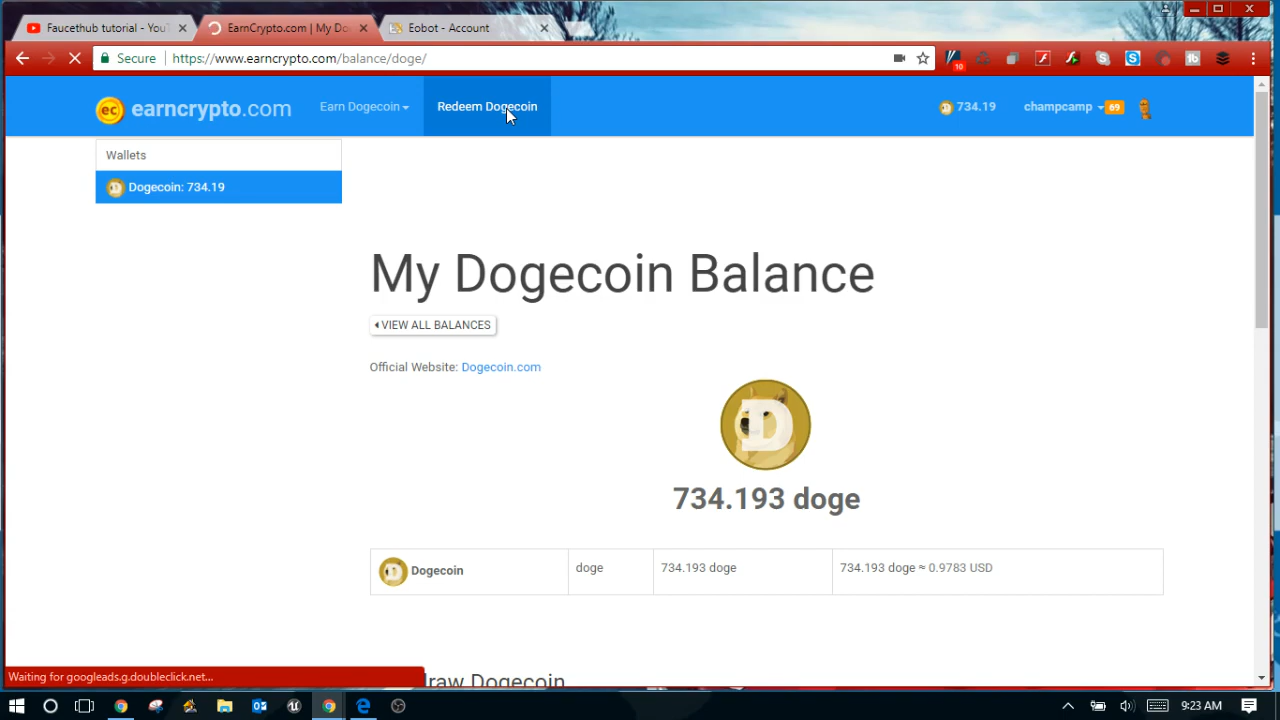 Faucethub tutorial - You
EarnCrypto.com | My Do
Eobot - Account
Secure
https://www.earncrypto.com/balance/doge/
10
ec earncrypto.com
Earn Dogecoin
Redeem Dogecoin
734.19
champcamp
69
Wallets
Dogecoin: 734.19
My Dogecoin Balance
VIEW ALL BALANCES
Official Website: Dogecoin.com
D
734.193 doge
Dogecoin
doge
734.193 doge
734.193 doge ≈ 0.9783 USD
raw Dogecoin
Waiting for googleads.g.doubleclick.net...
9:23 AM